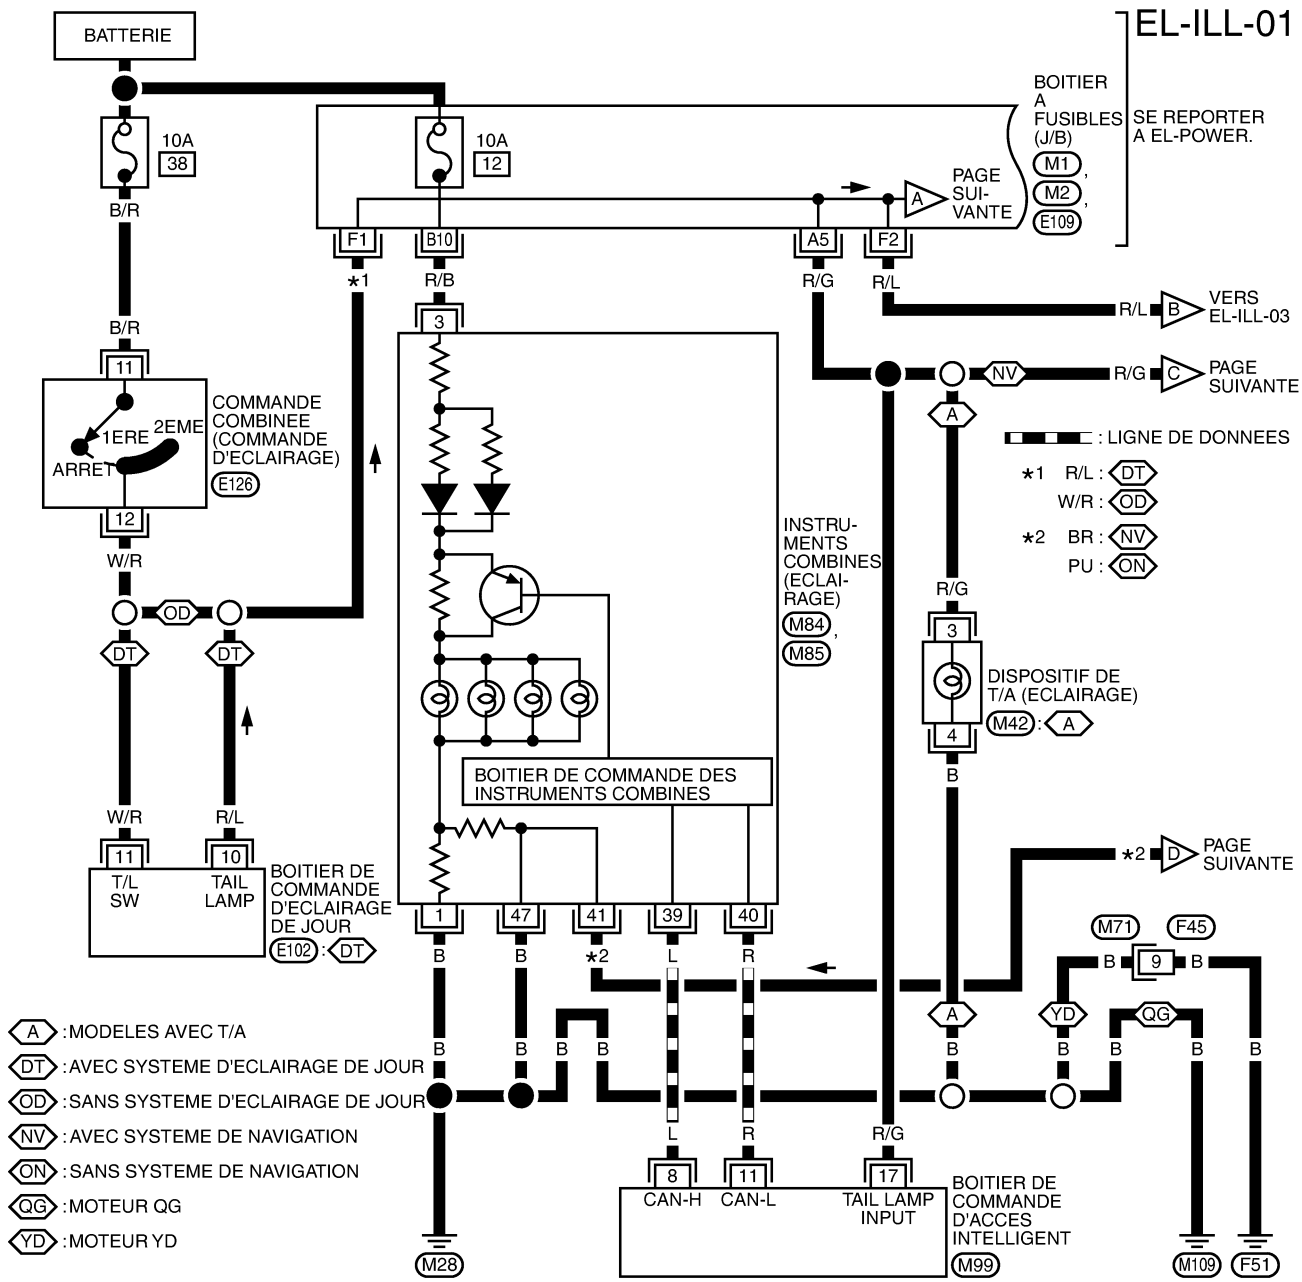 EL-ILL-01
BATTERIE
10A
38
10A
12
BOITIER
A
FUSIBLES
(J/B)
M1 ,
M2 ,
E109
SE REPORTER
A EL-POWER.
A
PAGE
SUI-
VANTE
B/R
F1
B10
A5
F2
*1
R/B
R/G
R/L
R/L
B
VERS
EL-ILL-03
B/R
11
3
NV
R/G
C
PAGE
SUIVANTE
A
COMMANDE
COMBINEE
(COMMANDE
D'ECLAIRAGE)
E126
1ERE
2EME
ARRET
12
W/R
: LIGNE DE DONNEES
*1 R/L : DT
W/R : OD
*2 BR : NV
PU : ON
INSTRU-
MENTS
COMBINES
(ECLAI-
RAGE)
M84 ,
M85
OD
DT
DT
R/G
3
DISPOSITIF DE
T/A (ECLAIRAGE)
M42 : A
4
B
BOITIER DE COMMANDE DES
INSTRUMENTS COMBINES
W/R
R/L
11
10
T/L
SW
TAIL
LAMP
BOITIER DE
COMMANDE
D'ECLAIRAGE
DE JOUR
E102 : DT
*2
D
PAGE
SUIVANTE
1
47
41
39
40
B
B
*2
L
R
M71
F45
B
9
B
A
YD
QG
B
B
B
B
B
B
B
B
B
A :MODELES AVEC T/A
DT :AVEC SYSTEME D'ECLAIRAGE DE JOUR
OD :SANS SYSTEME D'ECLAIRAGE DE JOUR
NV :AVEC SYSTEME DE NAVIGATION
ON :SANS SYSTEME DE NAVIGATION
QG :MOTEUR QG
YD :MOTEUR YD
L
R
R/G
8
11
17
CAN-H
CAN-L
TAIL LAMP
INPUT
BOITIER DE
COMMANDE
D'ACCES
INTELLIGENT
M99
M28
M109
F51